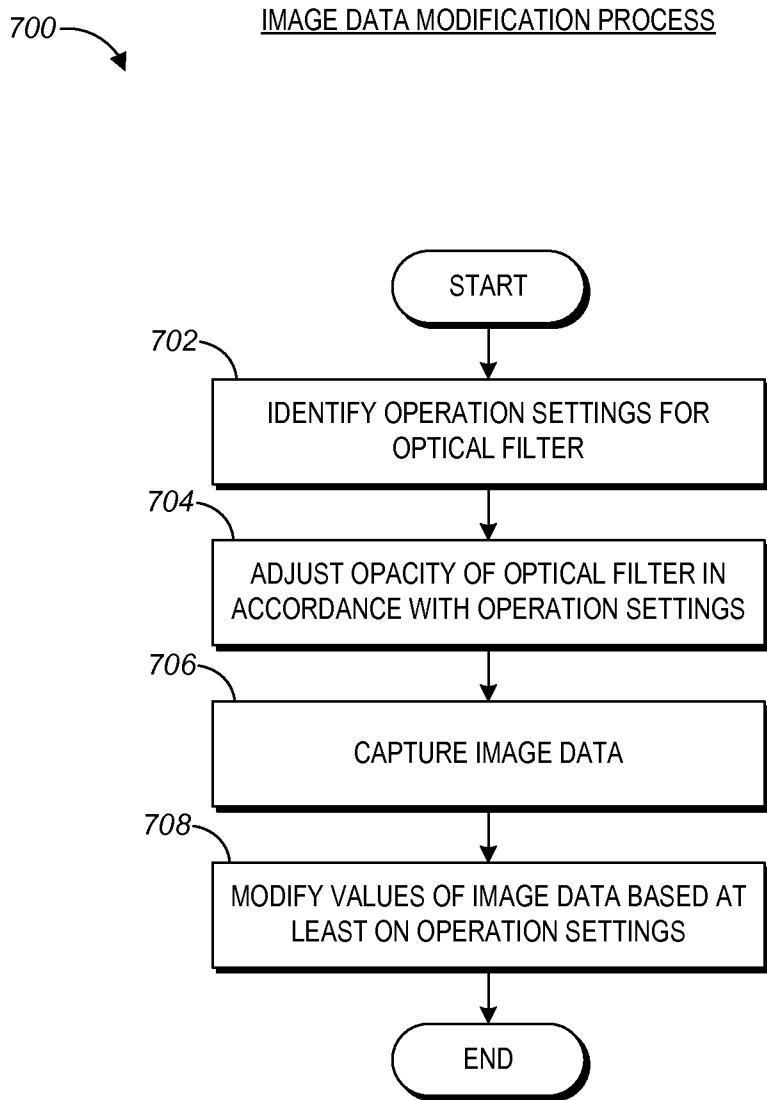 700
IMAGE DATA MODIFICATION PROCESS
START
702
IDENTIFY OPERATION SETTINGS FOR
OPTICAL FILTER
704
ADJUST OPACITY OF OPTICAL FILTER IN
ACCORDANCE WITH OPERATION SETTINGS
706
CAPTURE IMAGE DATA
708
MODIFY VALUES OF IMAGE DATA BASED AT
LEAST ON OPERATION SETTINGS
END